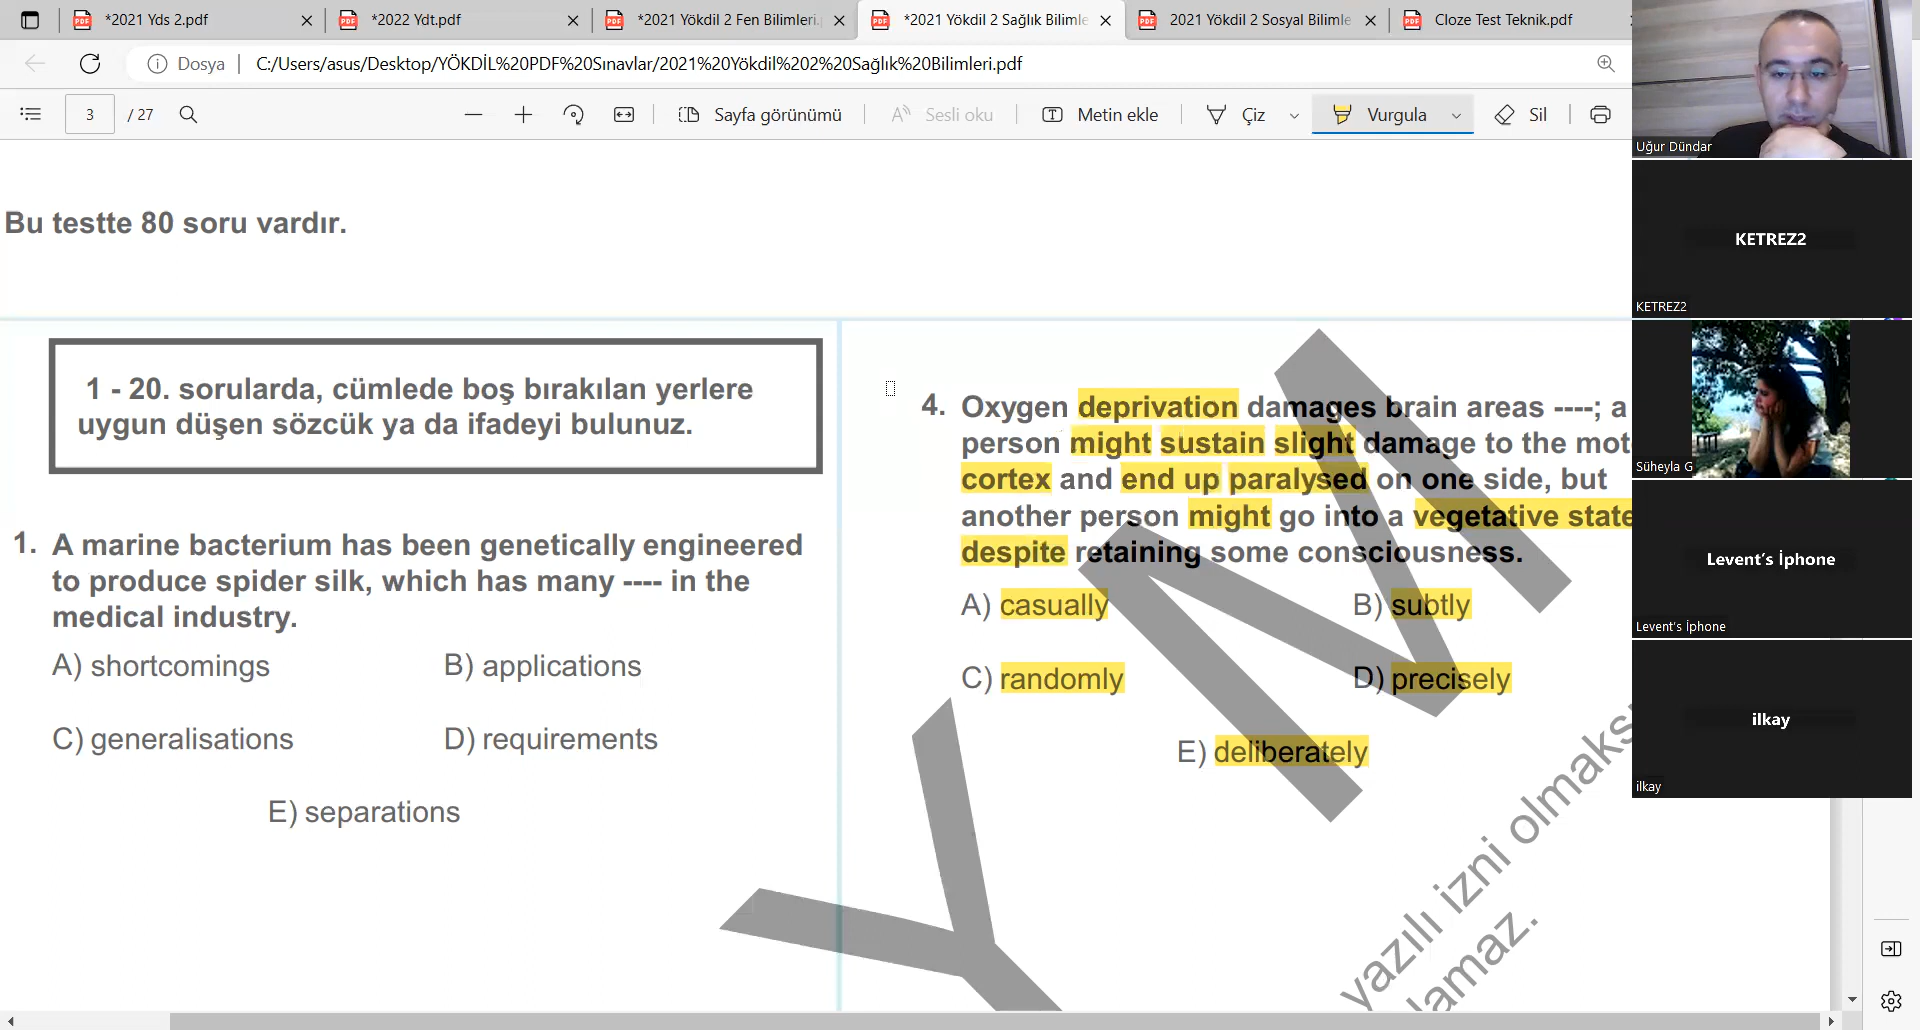 *2021 Yds 2.pdf
*2022 Ydt.pdf
*2021 Yökdil 2 Fen Bilimleri.
*2021 Yökdil 2 Sağlık Bilimle
2021 Yökdil 2 Sosyal Bilimle
Cloze Test Teknik.pdf
Dosya
C:/Users/asus/Desktop/YÖKDİL%20PDF%20Sınavlar/2021%20Yökdil%202%20Sağlık%20Bilimleri.pdf
3 / 27
Sayfa görünümü
Sesli oku
Metin ekle
Çiz
Vurgula
Sil
Bu testte 80 soru vardır.
1 - 20. sorularda, cümlede boş bırakılan yerlere
uygun düşen sözcük ya da ifadeyi bulunuz.
1. A marine bacterium has been genetically engineered
to produce spider silk, which has many ---- in the
medical industry.
A) shortcomings B) applications
C) generalisations D) requirements
E) separations
4. Oxygen deprivation damages brain areas ----; a
person might sustain slight damage to the mot
cortex and end up paralysed on one side, but
another person might go into a vegetative state
despite retaining some consciousness.
A) casually B) subtly
C) randomly D) precisely
E) deliberately
Y M
yazılı izni olmaks
lamaz.
Uğur Dündar
KETREZ2
KETREZ2
Süheyla G
Levent's İphone
Levent's İphone
ilkay
ilkay